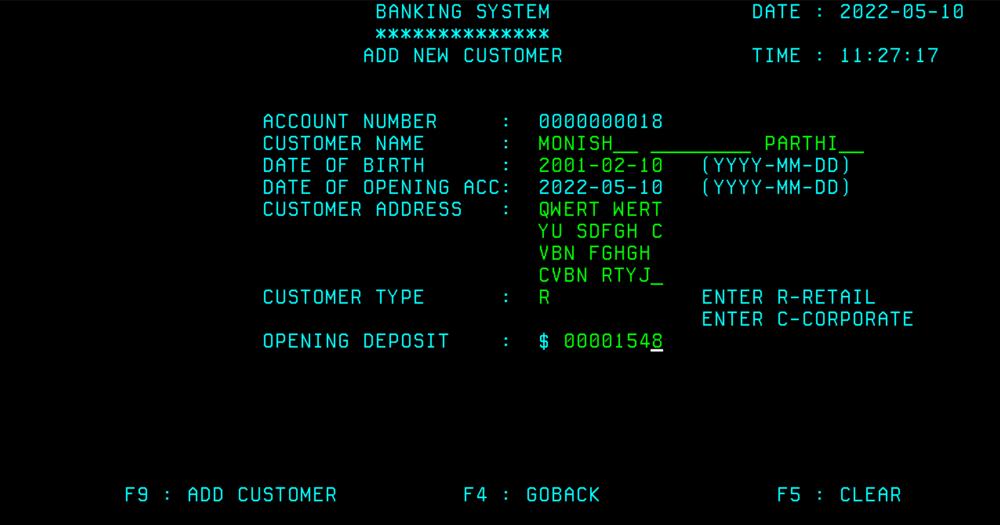 BANKING SYSTEM DATE : 2022-05-10
**************
ADD NEW CUSTOMER TIME : 11:27:17
ACCOUNT NUMBER : 0000000018
CUSTOMER NAME : MONISH__ ________ PARTHI__
DATE OF BIRTH : 2001-02-10 (YYYY-MM-DD)
DATE OF OPENING ACC: 2022-05-10 (YYYY-MM-DD)
CUSTOMER ADDRESS : QWERT WERT
YU SDFGH C
VBN FGHGH
CVBN RTYJ_
CUSTOMER TYPE : R ENTER R-RETAIL
ENTER C-CORPORATE
OPENING DEPOSIT : $ 00001548
F9 : ADD CUSTOMER F4 : GOBACK F5 : CLEAR